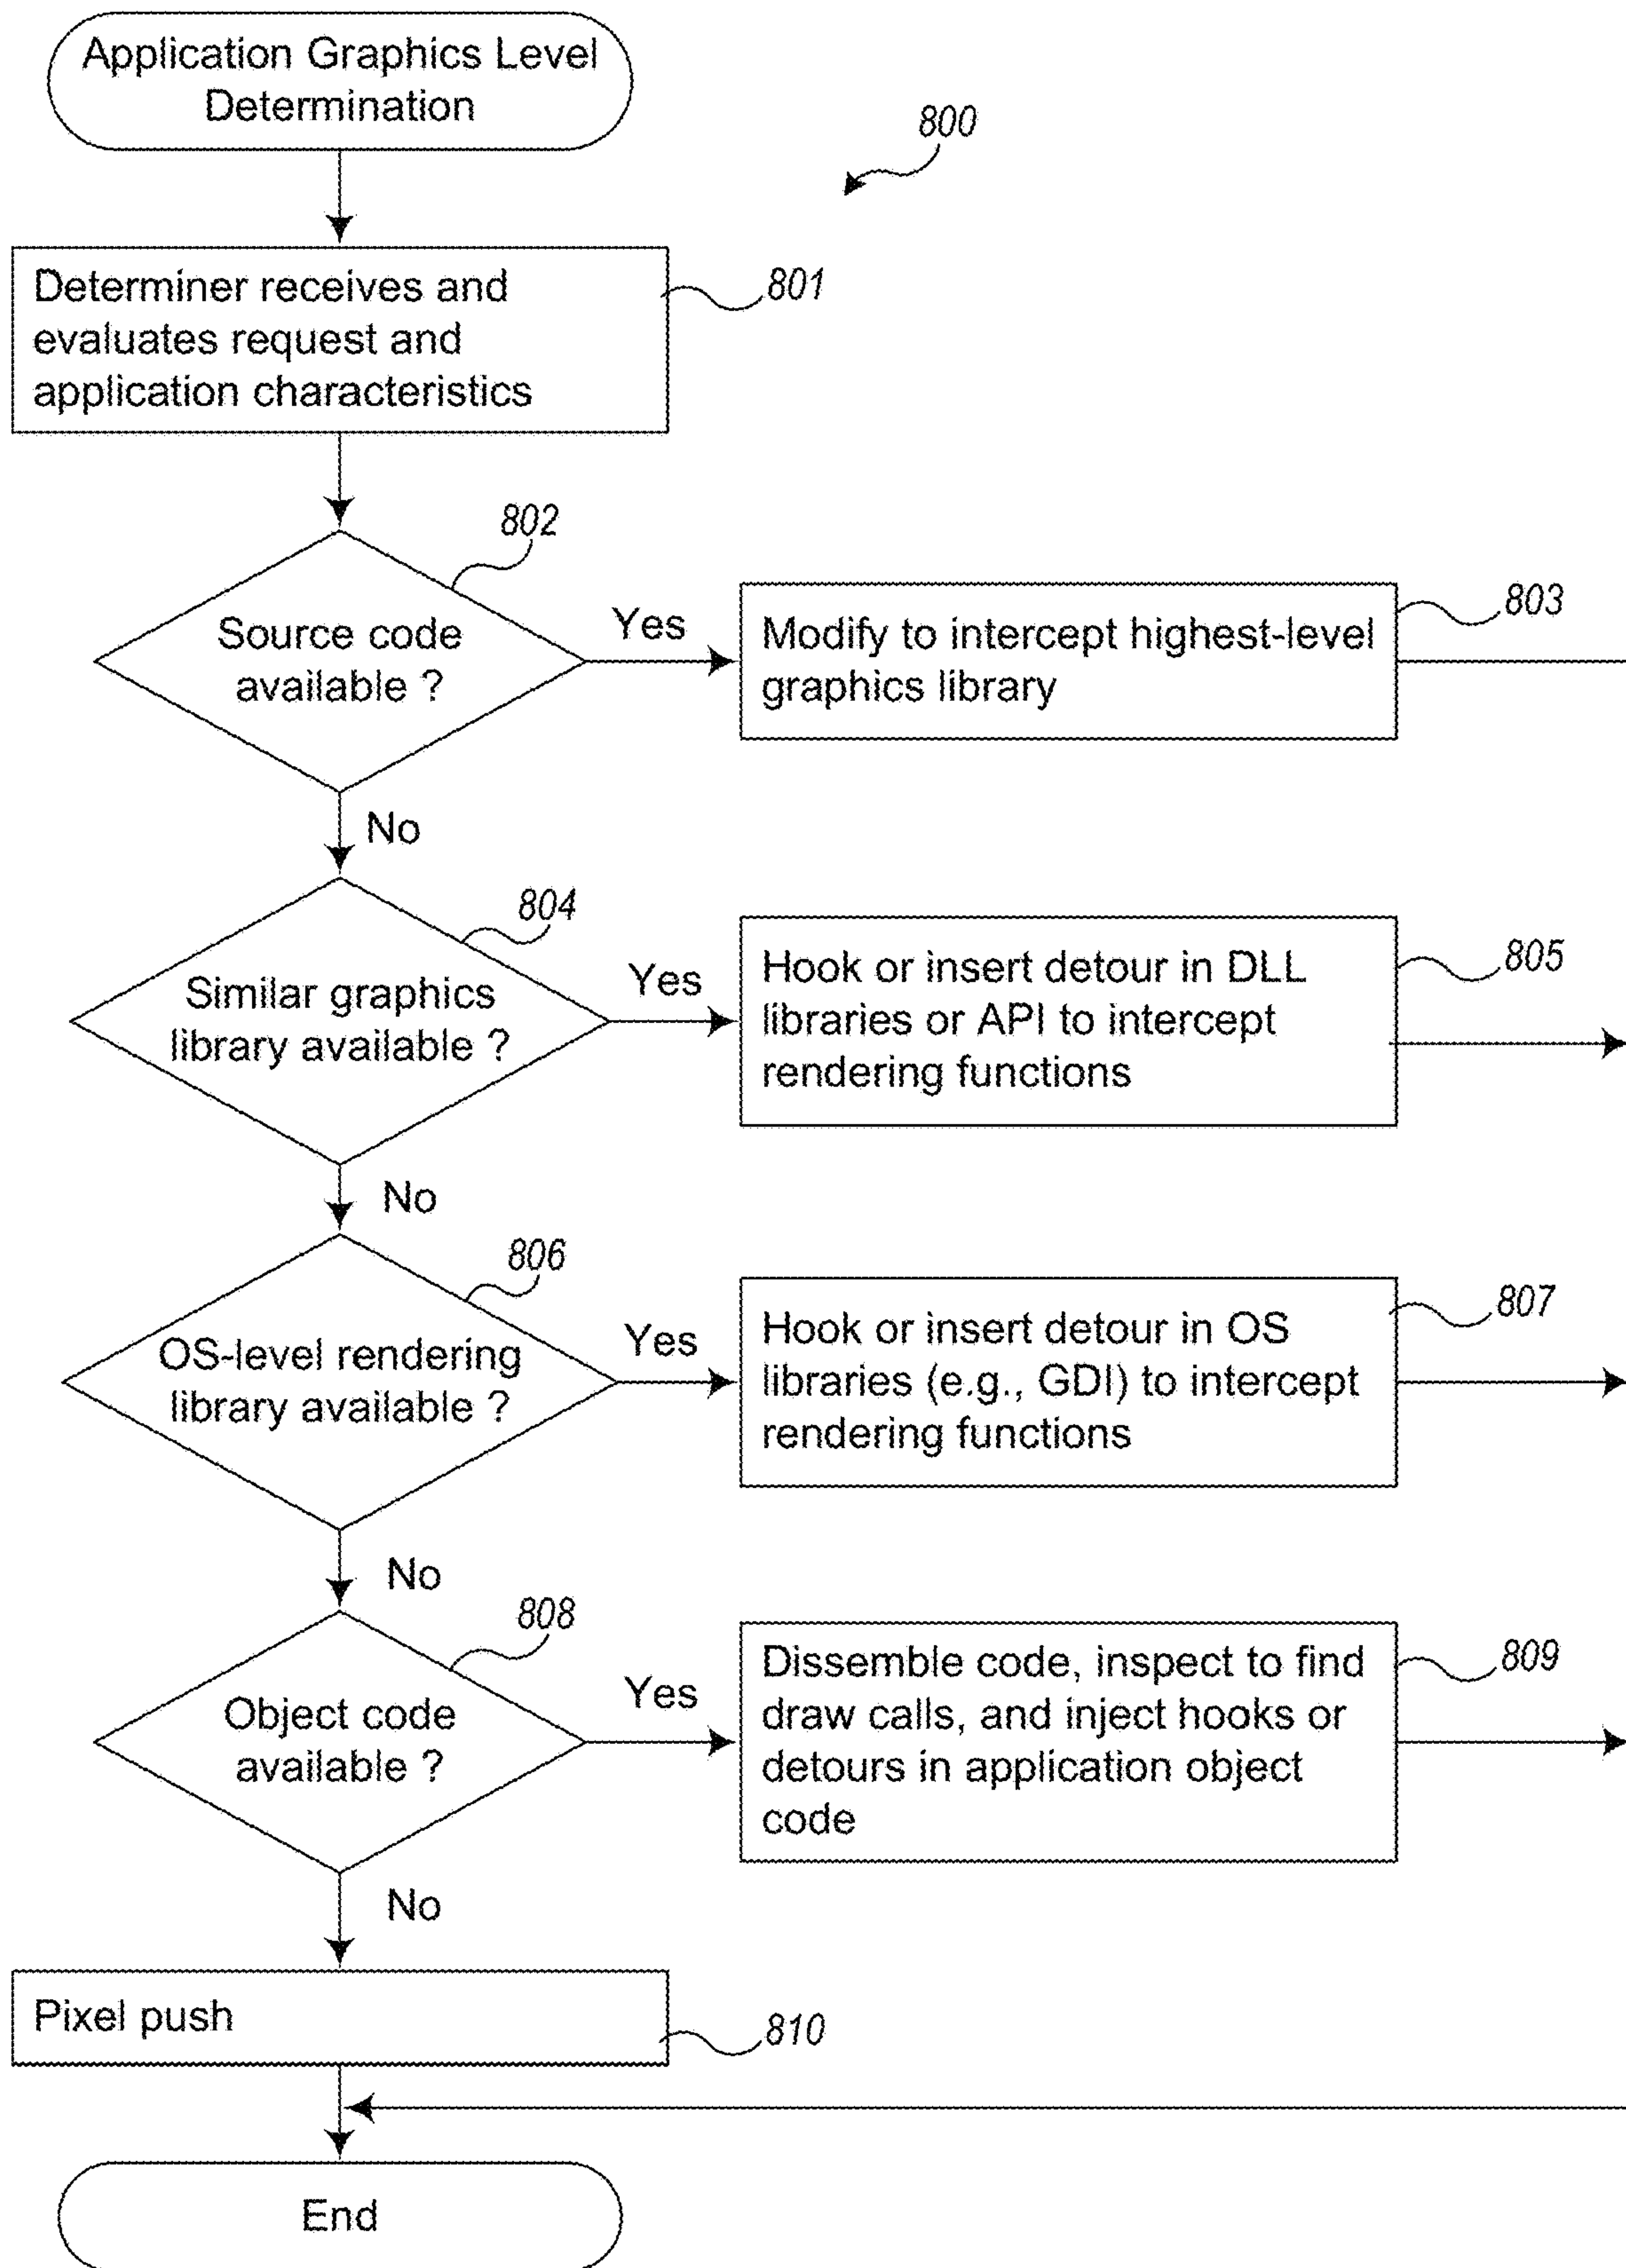 Application Graphics Level
Determination
800
Determiner receives and
evaluates request and
application characteristics
801
802
Source code
available ?
Yes
Modify to intercept highest-level
graphics library
803
No
804
Similar graphics
library available ?
Yes
Hook or insert detour in DLL
libraries or API to intercept
rendering functions
805
No
806
OS-level rendering
library available ?
Yes
Hook or insert detour in OS
libraries (e.g., GDI) to intercept
rendering functions
807
No
808
Object code
available ?
Yes
Dissemble code, inspect to find
draw calls, and inject hooks or
detours in application object
code
809
No
Pixel push
810
End